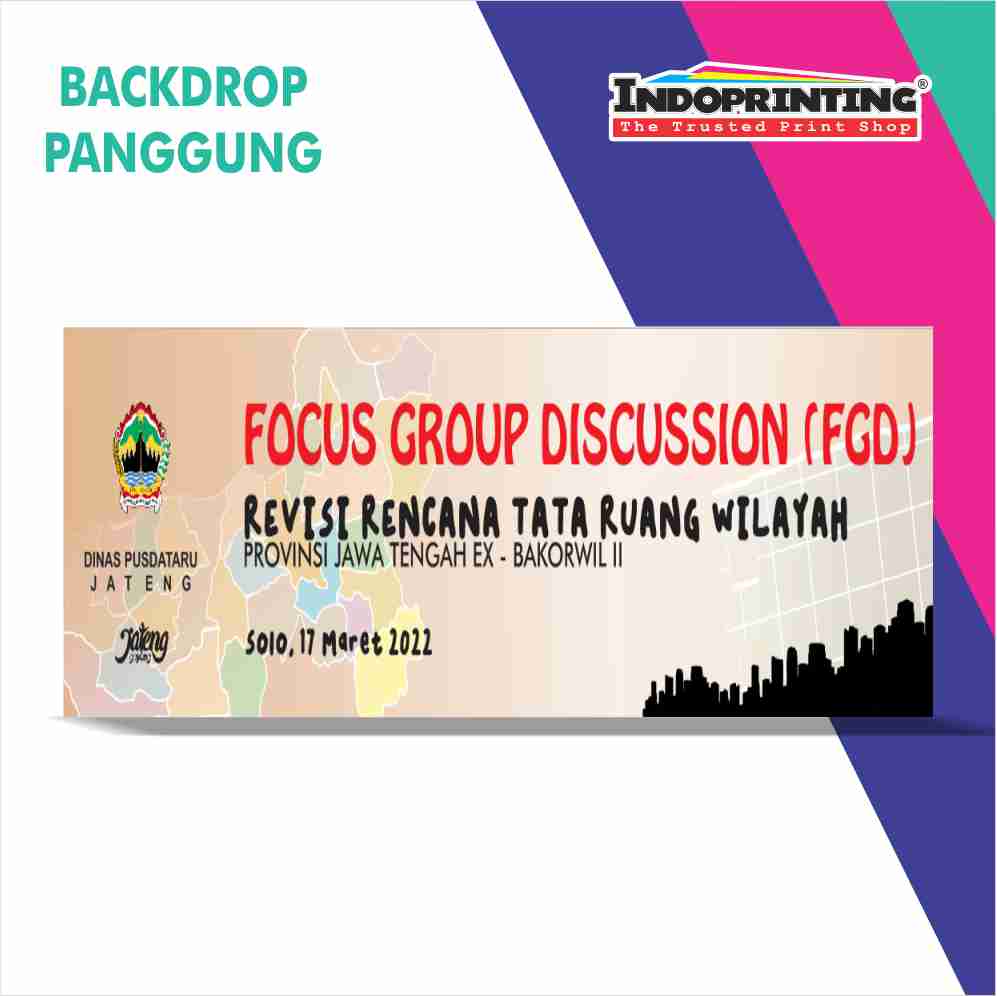 BACKDROP
PANGGUNG
INDOPRINTING®
The Trusted Print Shop
FOCUS GROUP DISCUSSION (FGD)
REVISI RENCANA TATA RUANG WILAYAH
PROVINSI JAWA TENGAH EX - BAKORWIL II
Solo, 17 Maret 2022
DINAS PUSDATARU
JATENG
Jateng